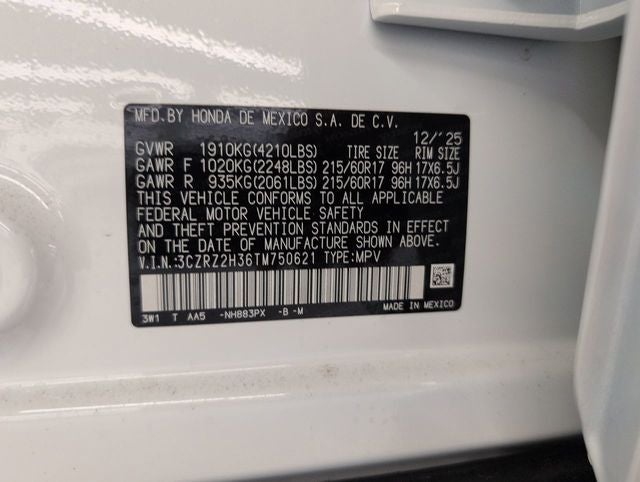 MFD.BY HONDA DE MEXICO S.A. DE C.V.
12/'25
GVWR 1910KG(4210LBS) TIRE SIZE RIM SIZE
GAWR F 1020KG(2248LBS) 215/60R17 96H 17X6.5J
GAWR R 935KG(2061LBS) 215/60R17 96H 17X6.5J
THIS VEHICLE CONFORMS TO ALL APPLICABLE
FEDERAL MOTOR VEHICLE SAFETY
AND THEFT PREVENTION STANDARDS IN EFFECT
ON THE DATE OF MANUFACTURE SHOWN ABOVE.
V.I.N.:3CZRZ2H36TM750621 TYPE:MPV
3W1 T AA5 -NH883PX -B -M MADE IN MEXICO